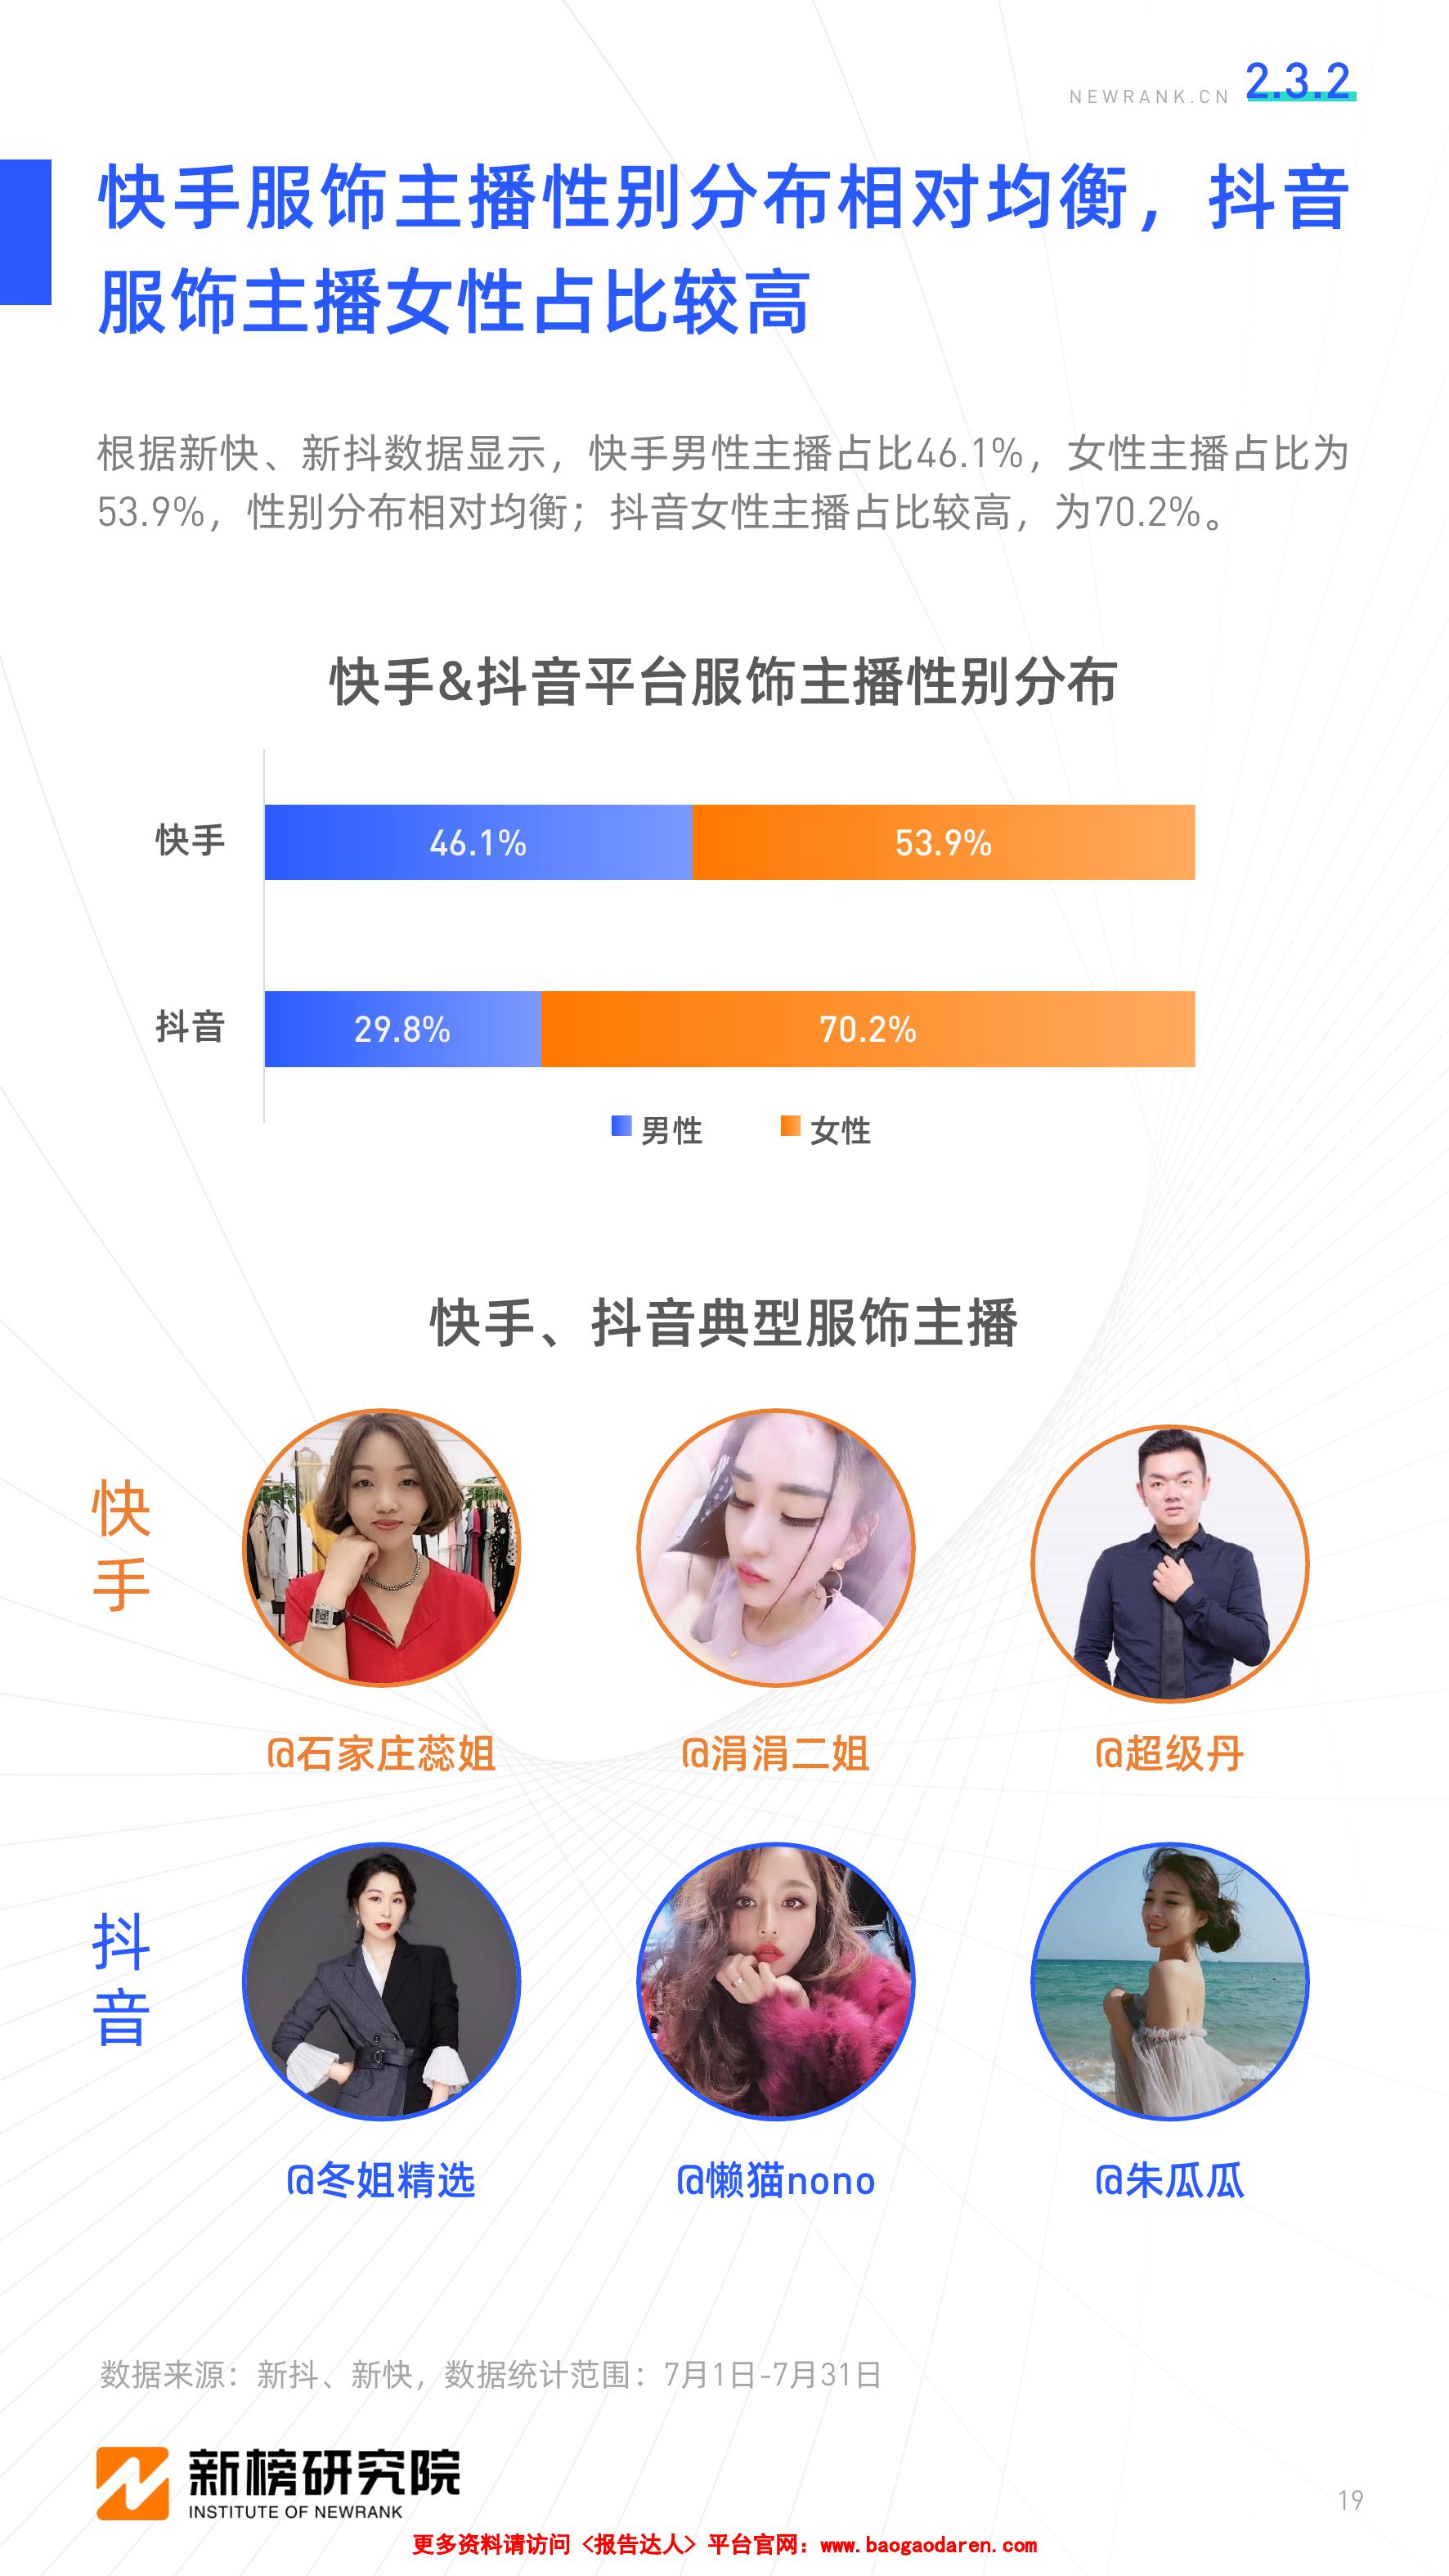 NEWRANK.CN 2.3.2
快手服饰主播性别分布相对均衡，抖音
服饰主播女性占比较高
根据新快、新抖数据显示，快手男性主播占比46.1%，女性主播占比为
53.9%，性别分布相对均衡；抖音女性主播占比较高，为70.2%。
快手&抖音平台服饰主播性别分布
快手 46.1% 53.9%
抖音 29.8% 70.2%
男性 女性
快手、抖音典型服饰主播
快手
@石家庄蕊姐 @涓涓二姐 @超级丹
抖音
@冬姐精选 @懒猫nono @朱瓜瓜
数据来源：新抖、新快，数据统计范围：7月1日-7月31日
新榜研究院
INSTITUTE OF NEWRANK
19
更多资料请访问《报告达人》平台官网：www.baogaodaren.com